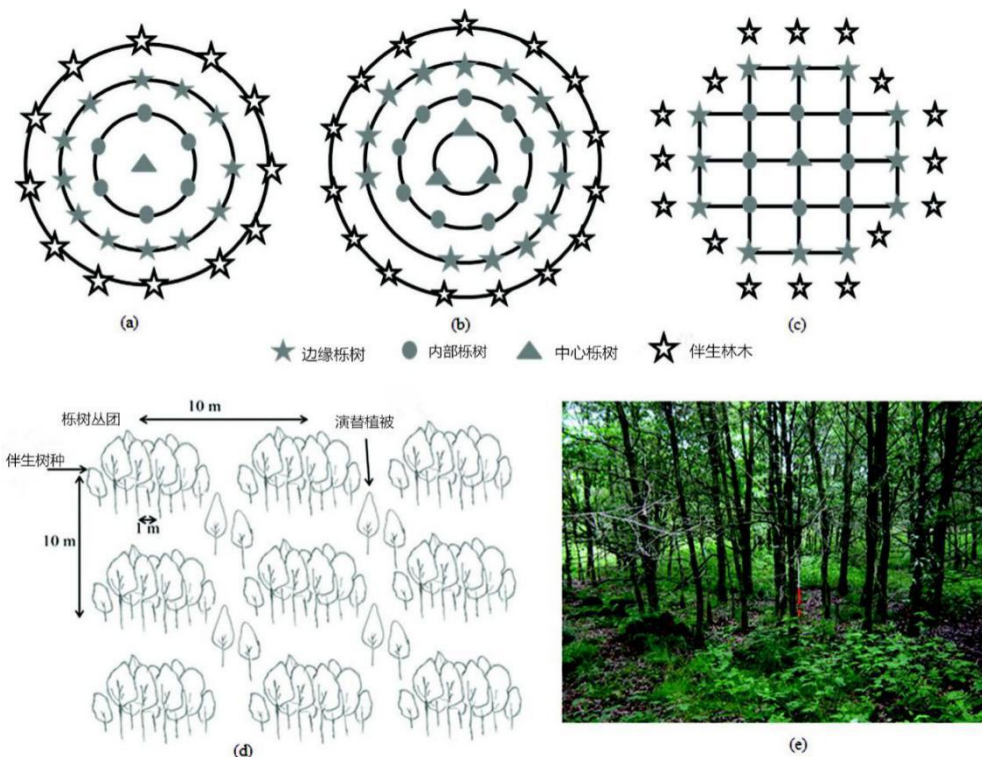 (a)
(b)
(c)
边缘栎树
内部栎树
中心栎树
伴生林木
栎树丛团
10 m
演替植被
伴生树种
1 m
10 m
(d)
(e)